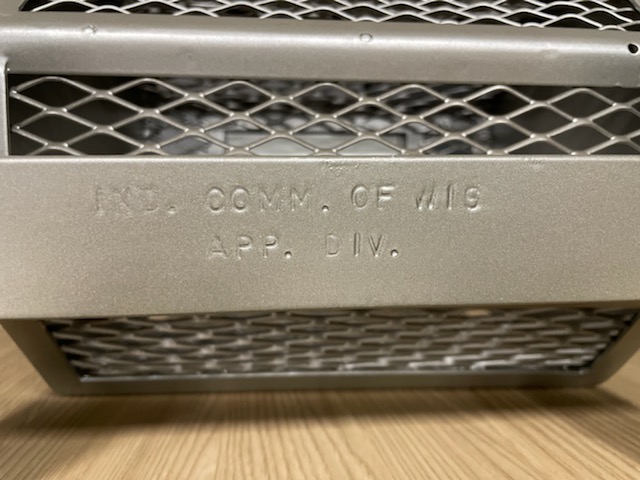 IND. COMM. OF WIS
APP. DIV.